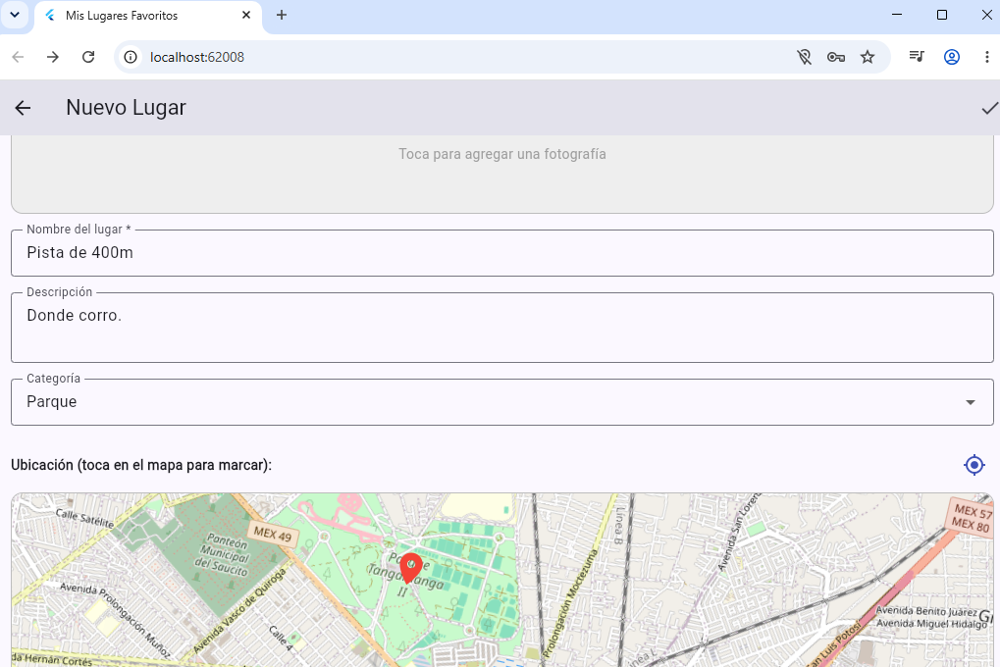 Mis Lugares Favoritos
localhost:62008
Nuevo Lugar
Toca para agregar una fotografía
Nombre del lugar *
Pista de 400m
Descripción
Donde corro.
Categoría
Parque
Ubicación (toca en el mapa para marcar):
Calle Satélite
MEX 49
Panteón
Municipal
del Saucito
Parque
Tangamanga
II
Línea B
Avenida San Loren
MEX 57
MEX 80
Avenida Prolongación Muñoz
Avenida Vasco de Quiroga
Calle 4
Prolongación Moctezuma
Avenida Benito Juárez
Avenida Miguel Hidalgo
San Luis Potosí
da Hernán Cortés
ínea